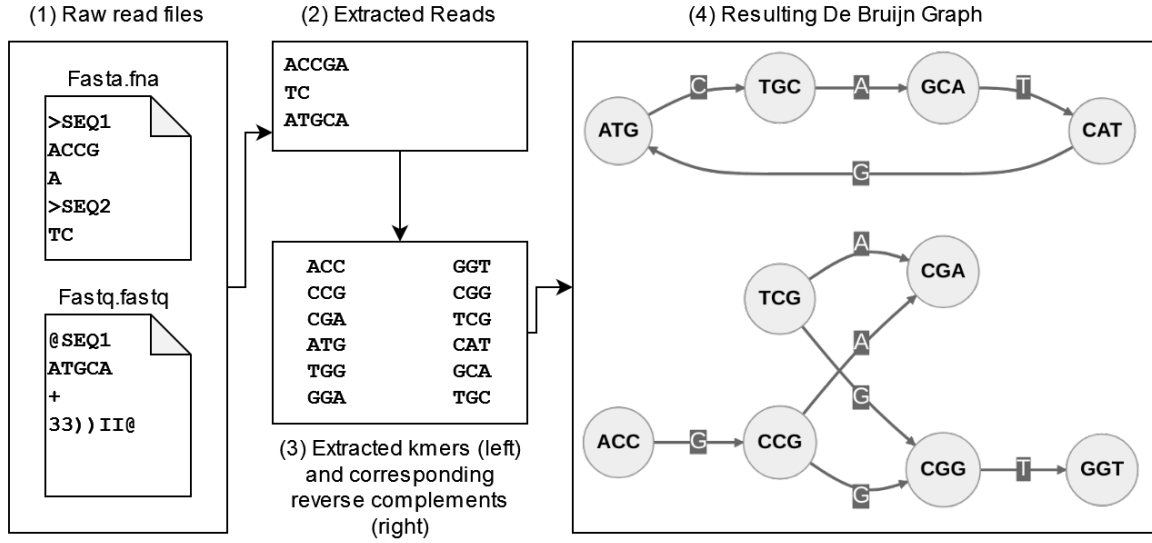 (1) Raw read files
Fasta.fna
>SEQ1
ACCG
A
>SEQ2
TC
Fastq.fastq
@SEQ1
ATGCA
+
33))II@
(2) Extracted Reads
ACCGA
TC
ATGCA
ACC GGT
CCG CGG
CGA TCG
ATG CAT
TGG GCA
GGA TGC
(3) Extracted kmers (left)
and corresponding
reverse complements
(right)
(4) Resulting De Bruijn Graph
C
TGC
A
GCA
T
ATG
CAT
G
A
CGA
TCG
A
G
ACC
G
CCG
G
CGG
T
GGT